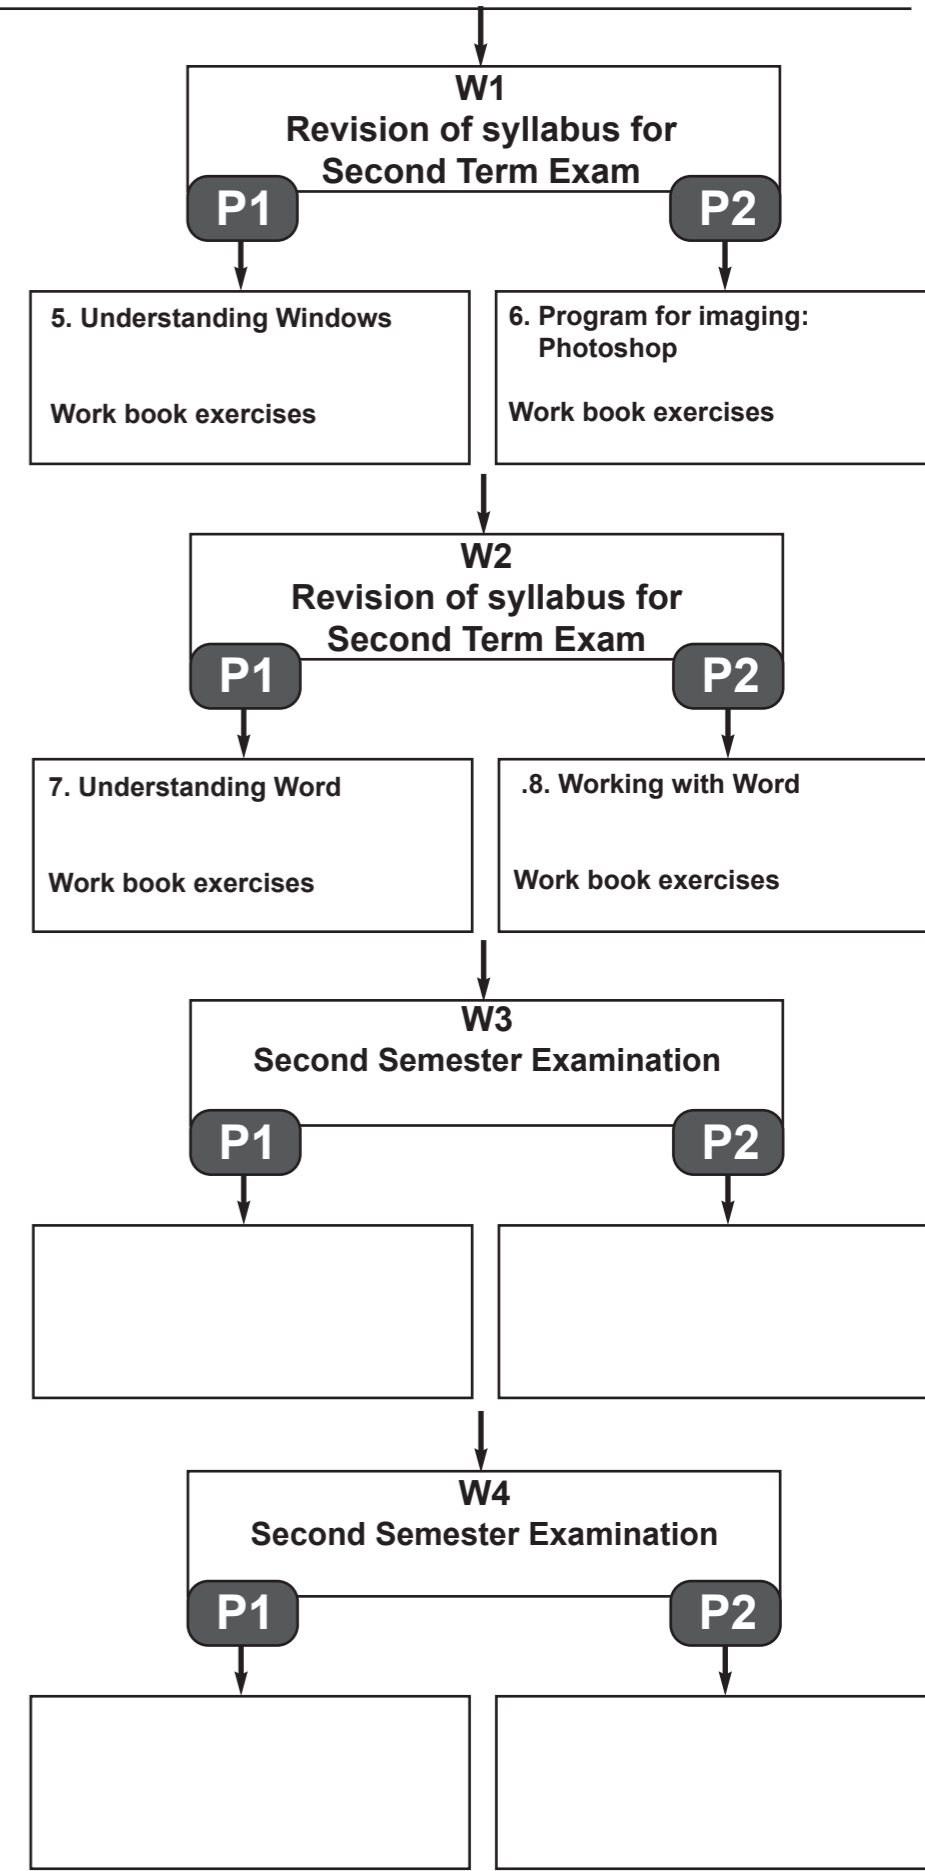 W1
Revision of syllabus for
Second Term Exam
P1
P2
5. Understanding Windows
Work book exercises
6. Program for imaging:
Photoshop
Work book exercises
W2
Revision of syllabus for
Second Term Exam
P1
P2
7. Understanding Word
Work book exercises
.8. Working with Word
Work book exercises
W3
Second Semester Examination
P1
P2
W4
Second Semester Examination
P1
P2